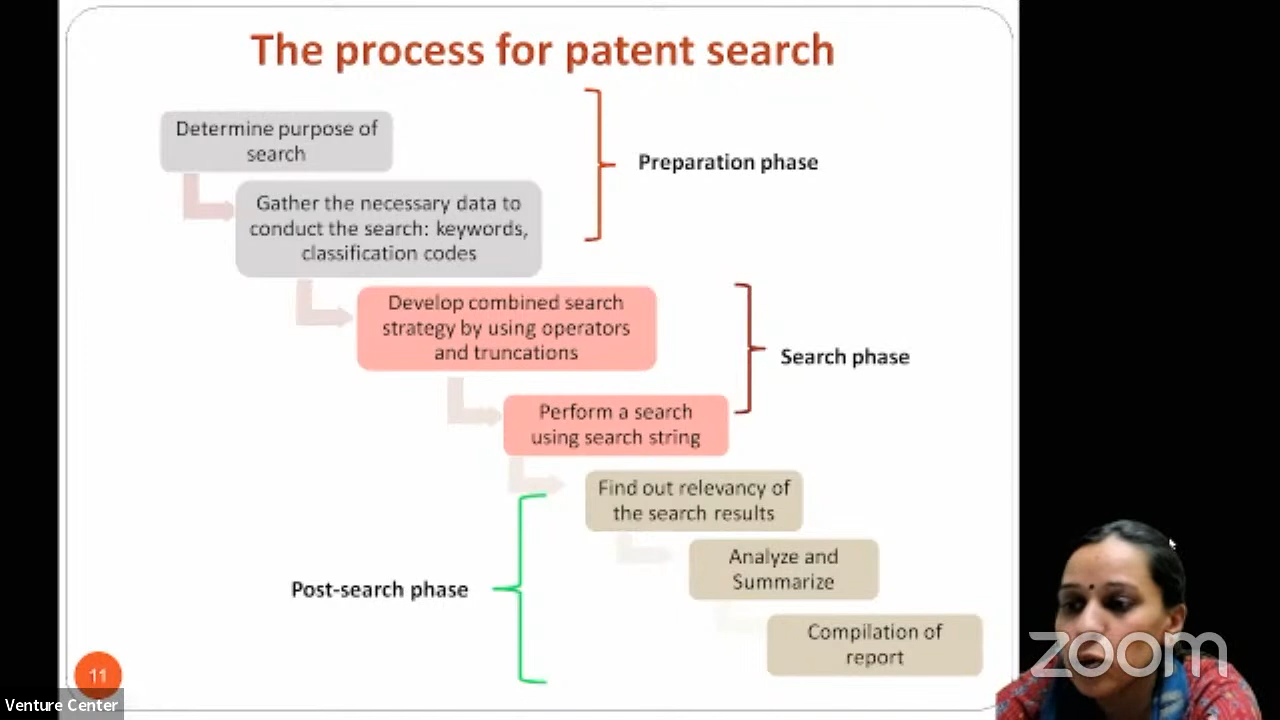 The process for patent search
Determine purpose of
search
Preparation phase
Gather the necessary data to
conduct the search: keywords,
classification codes
Develop combined search
strategy by using operators
and truncations
Search phase
Perform a search
using search string
Find out relevancy of
the search results
Analyze and
Summarize
Post-search phase
Compilation of
report
11
Venture Center
zoom